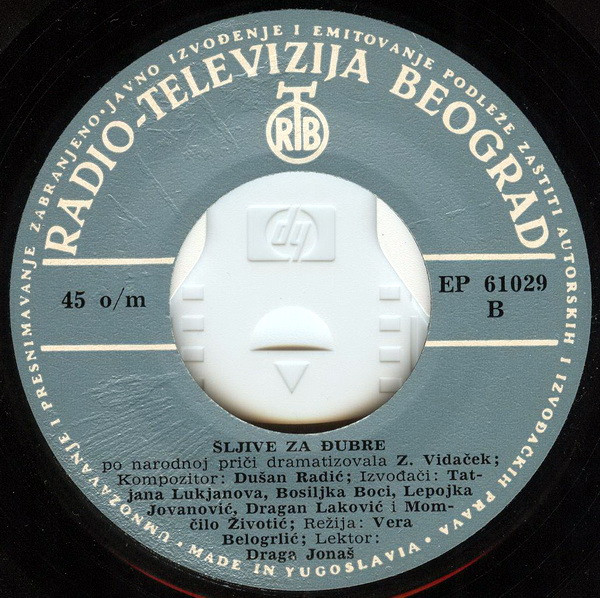 UMNOŽAVANJE I PRESNIMAVANJE ZABRANJENO · JAVNO IZVOĐENJE I EMITOVANJE PODLEŽE ZAŠTITI AUTORSKIH I IZVOĐAČKIH PRAVA ·
RADIO-TELEVIZIJA BEOGRAD
RTB
hp
45 o/m
EP 61029
B
ŠLJIVE ZA ĐUBRE
po narodnoj priči dramatizovala Z. Vidaček;
Kompozitor: Dušan Radić; Izvođači: Tat-
jana Lukjanova, Bosiljka Boci, Lepojka
Jovanović, Dragan Laković i Mom-
čilo Životić; Režija: Vera
Belogrlić; Lektor:
Draga Jonaš
MADE IN YUGOSLAVIA